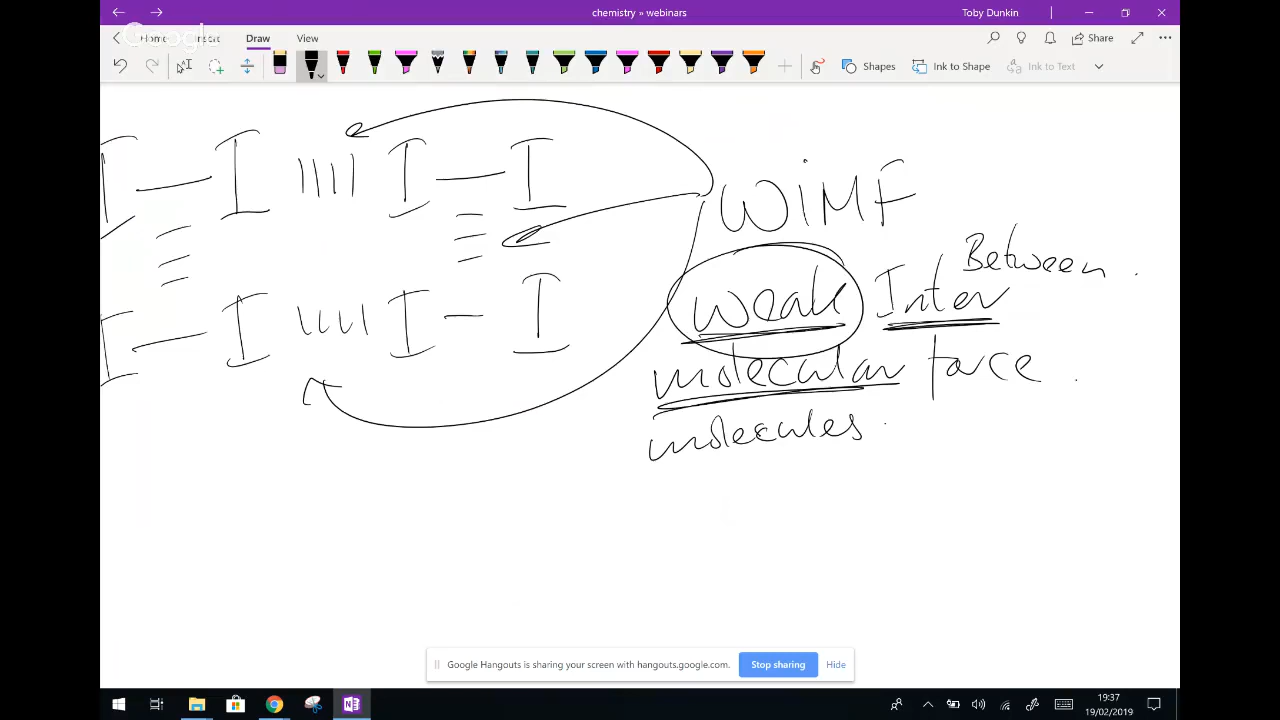 chemistry » webinars
Toby Dunkin
Google
Home
Insert
Draw
View
Share
Shapes
Ink to Shape
Ink to Text
I — I |||| I — I
WiMF
Between.
weak Inter
molecular force.
molecules.
I — I |||| I — I
Google Hangouts is sharing your screen with hangouts.google.com.
Stop sharing
Hide
19:37
19/02/2019